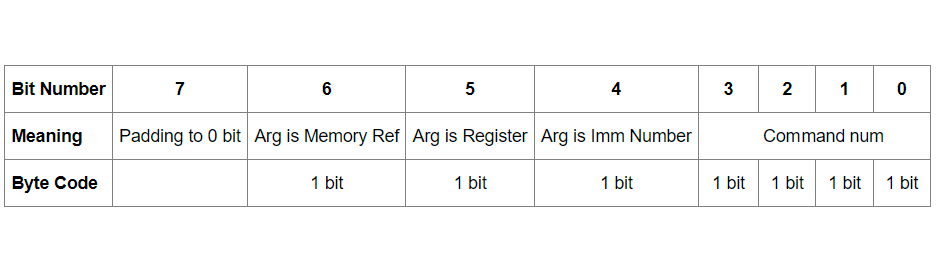 Bit Number 7 6 5 4 3 2 1 0
Meaning Padding to 0 bit Arg is Memory Ref Arg is Register Arg is Imm Number Command num
Byte Code 1 bit 1 bit 1 bit 1 bit 1 bit 1 bit 1 bit